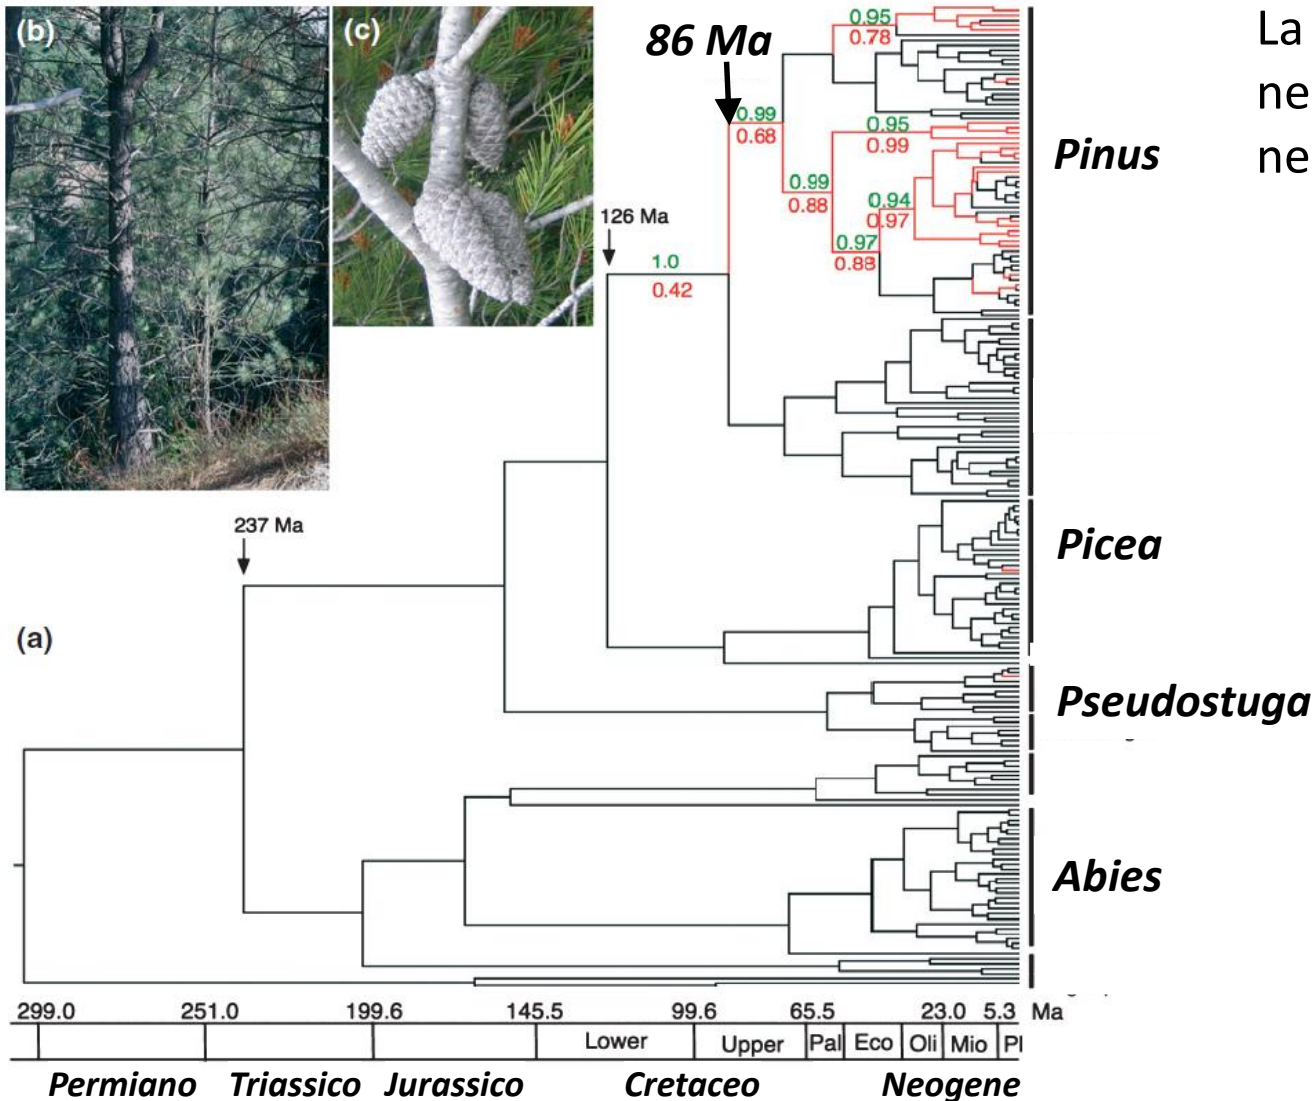 (b)
(c)
86 Ma
La
ne
ne
0.95
0.78
0.99
0.68
0.95
0.99
Pinus
0.99
0.88
0.94
0.97
126 Ma
0.97
0.88
1.0
0.42
237 Ma
Picea
(a)
Pseudostuga
Abies
299.0 251.0 199.6 145.5 99.6 65.5 23.0 5.3 Ma
Lower Upper Pal Eco Oli Mio Pl
Permiano Triassico Jurassico Cretaceo Neogene